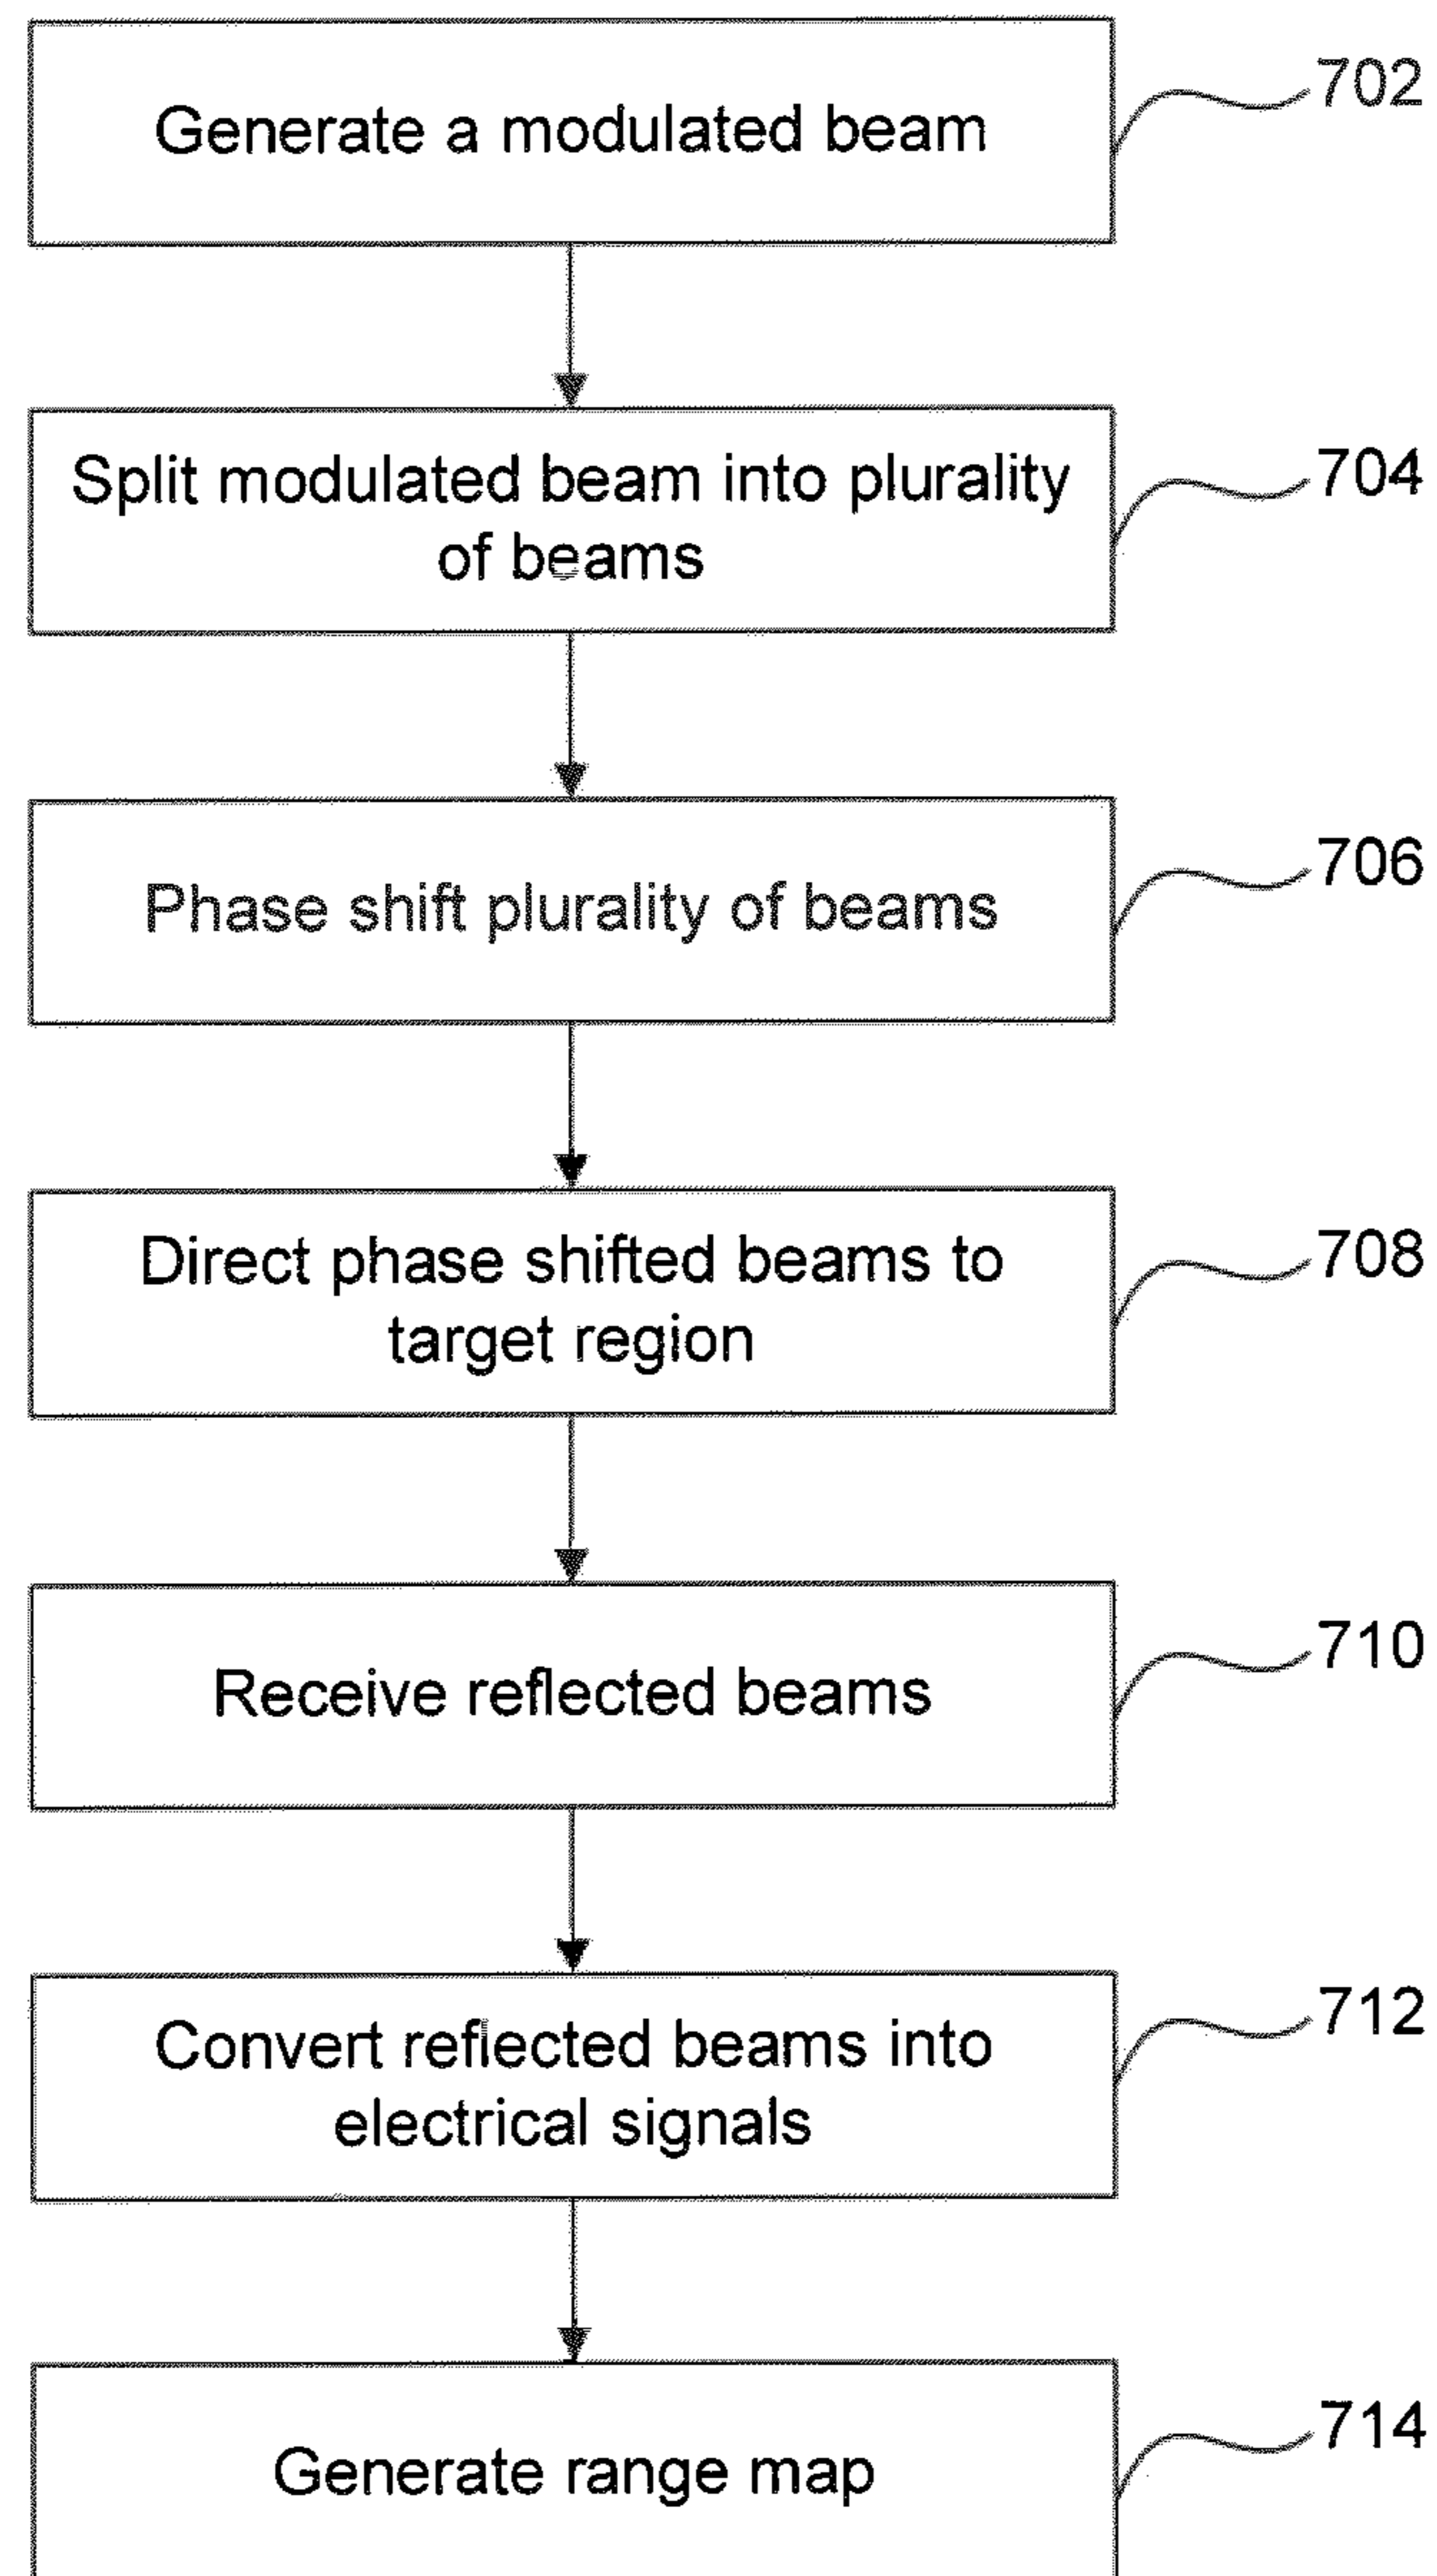 Generate a modulated beam
702
Split modulated beam into plurality
of beams
704
Phase shift plurality of beams
706
Direct phase shifted beams to
target region
708
Receive reflected beams
710
Convert reflected beams into
electrical signals
712
Generate range map
714